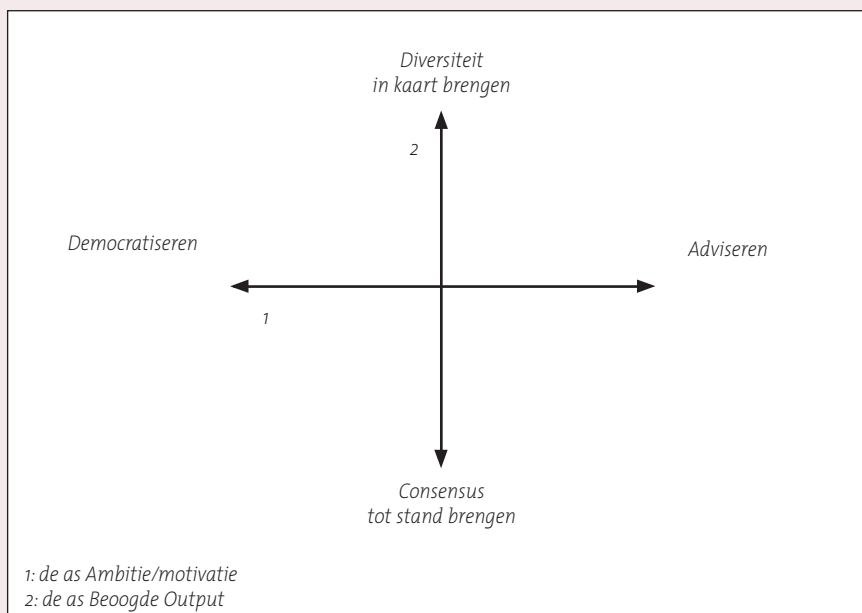 Diversiteit
in kaart brengen
2
Democratiseren
Adviseren
1
Consensus
tot stand brengen
1: de as Ambitie/motivatie
2: de as Beoogde Output